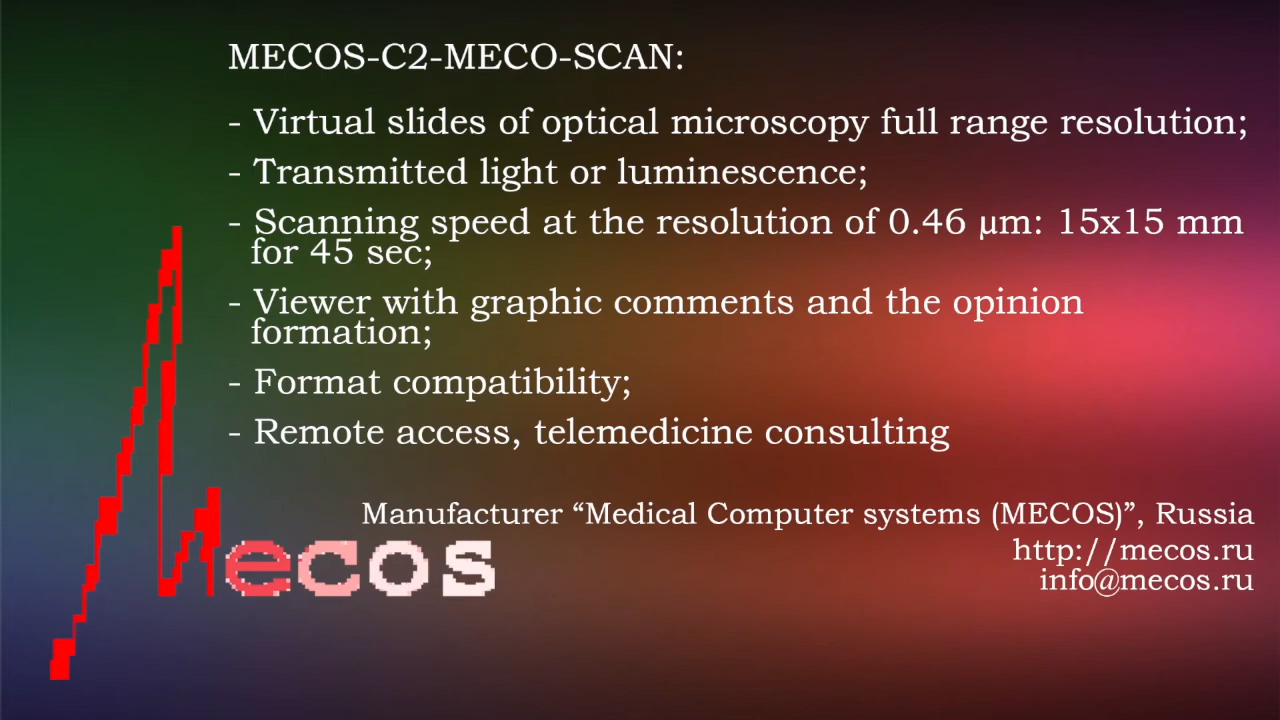 MECOS-C2-MECO-SCAN:
- Virtual slides of optical microscopy full range resolution;
- Transmitted light or luminescence;
- Scanning speed at the resolution of 0.46 µm: 15x15 mm
for 45 sec;
- Viewer with graphic comments and the opinion
formation;
- Format compatibility;
- Remote access, telemedicine consulting
Manufacturer “Medical Computer systems (MECOS)”, Russia
http://mecos.ru
info@mecos.ru
Mecos